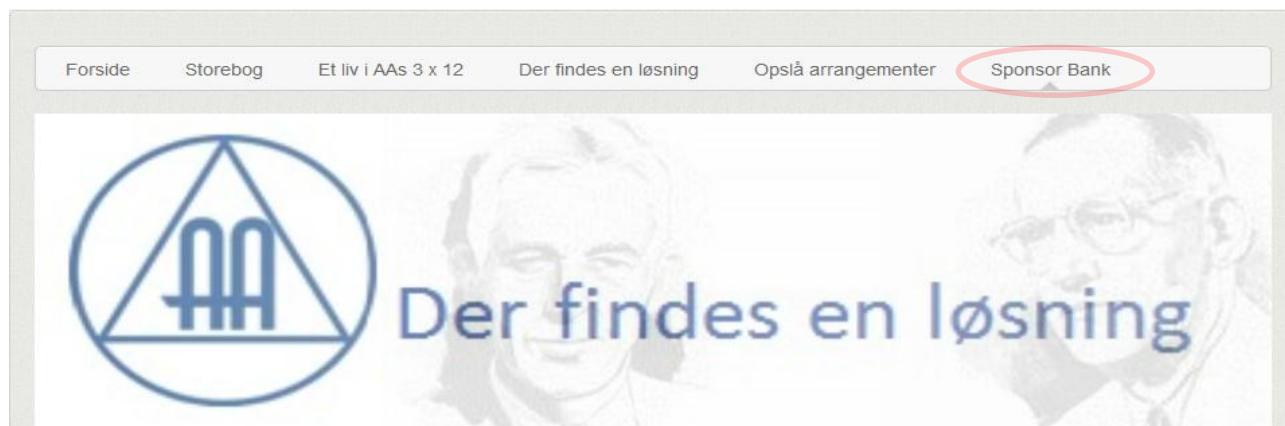 Forside Storebog Et liv i AAs 3 x 12 Der findes en løsning Opslå arrangementer Sponsor Bank
AA
Der findes en løsning